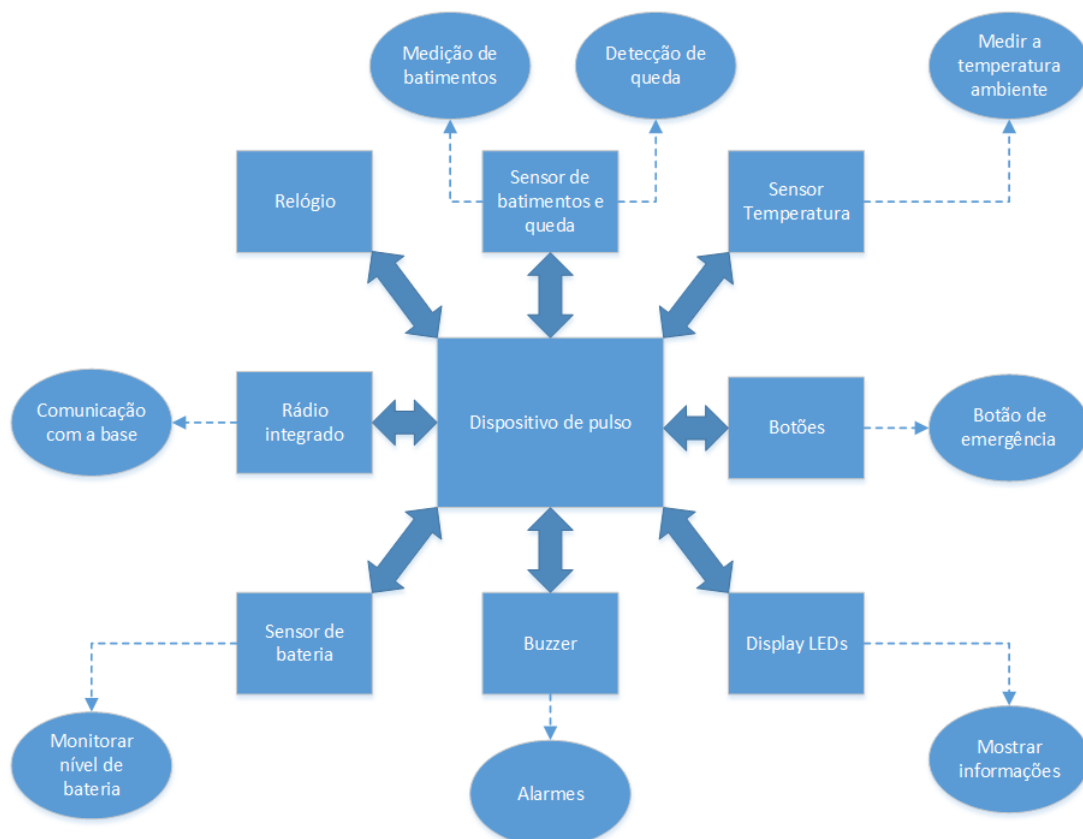 Medição de
batimentos
Detecção de
queda
Medir a
temperatura
ambiente
Relógio
Sensor de
batimentos e
queda
Sensor
Temperatura
Comunicação
com a base
Rádio
integrado
Dispositivo de pulso
Botões
Botão de
emergência
Sensor de
bateria
Buzzer
Display LEDs
Monitorar
nível de
bateria
Alarmes
Mostrar
informações